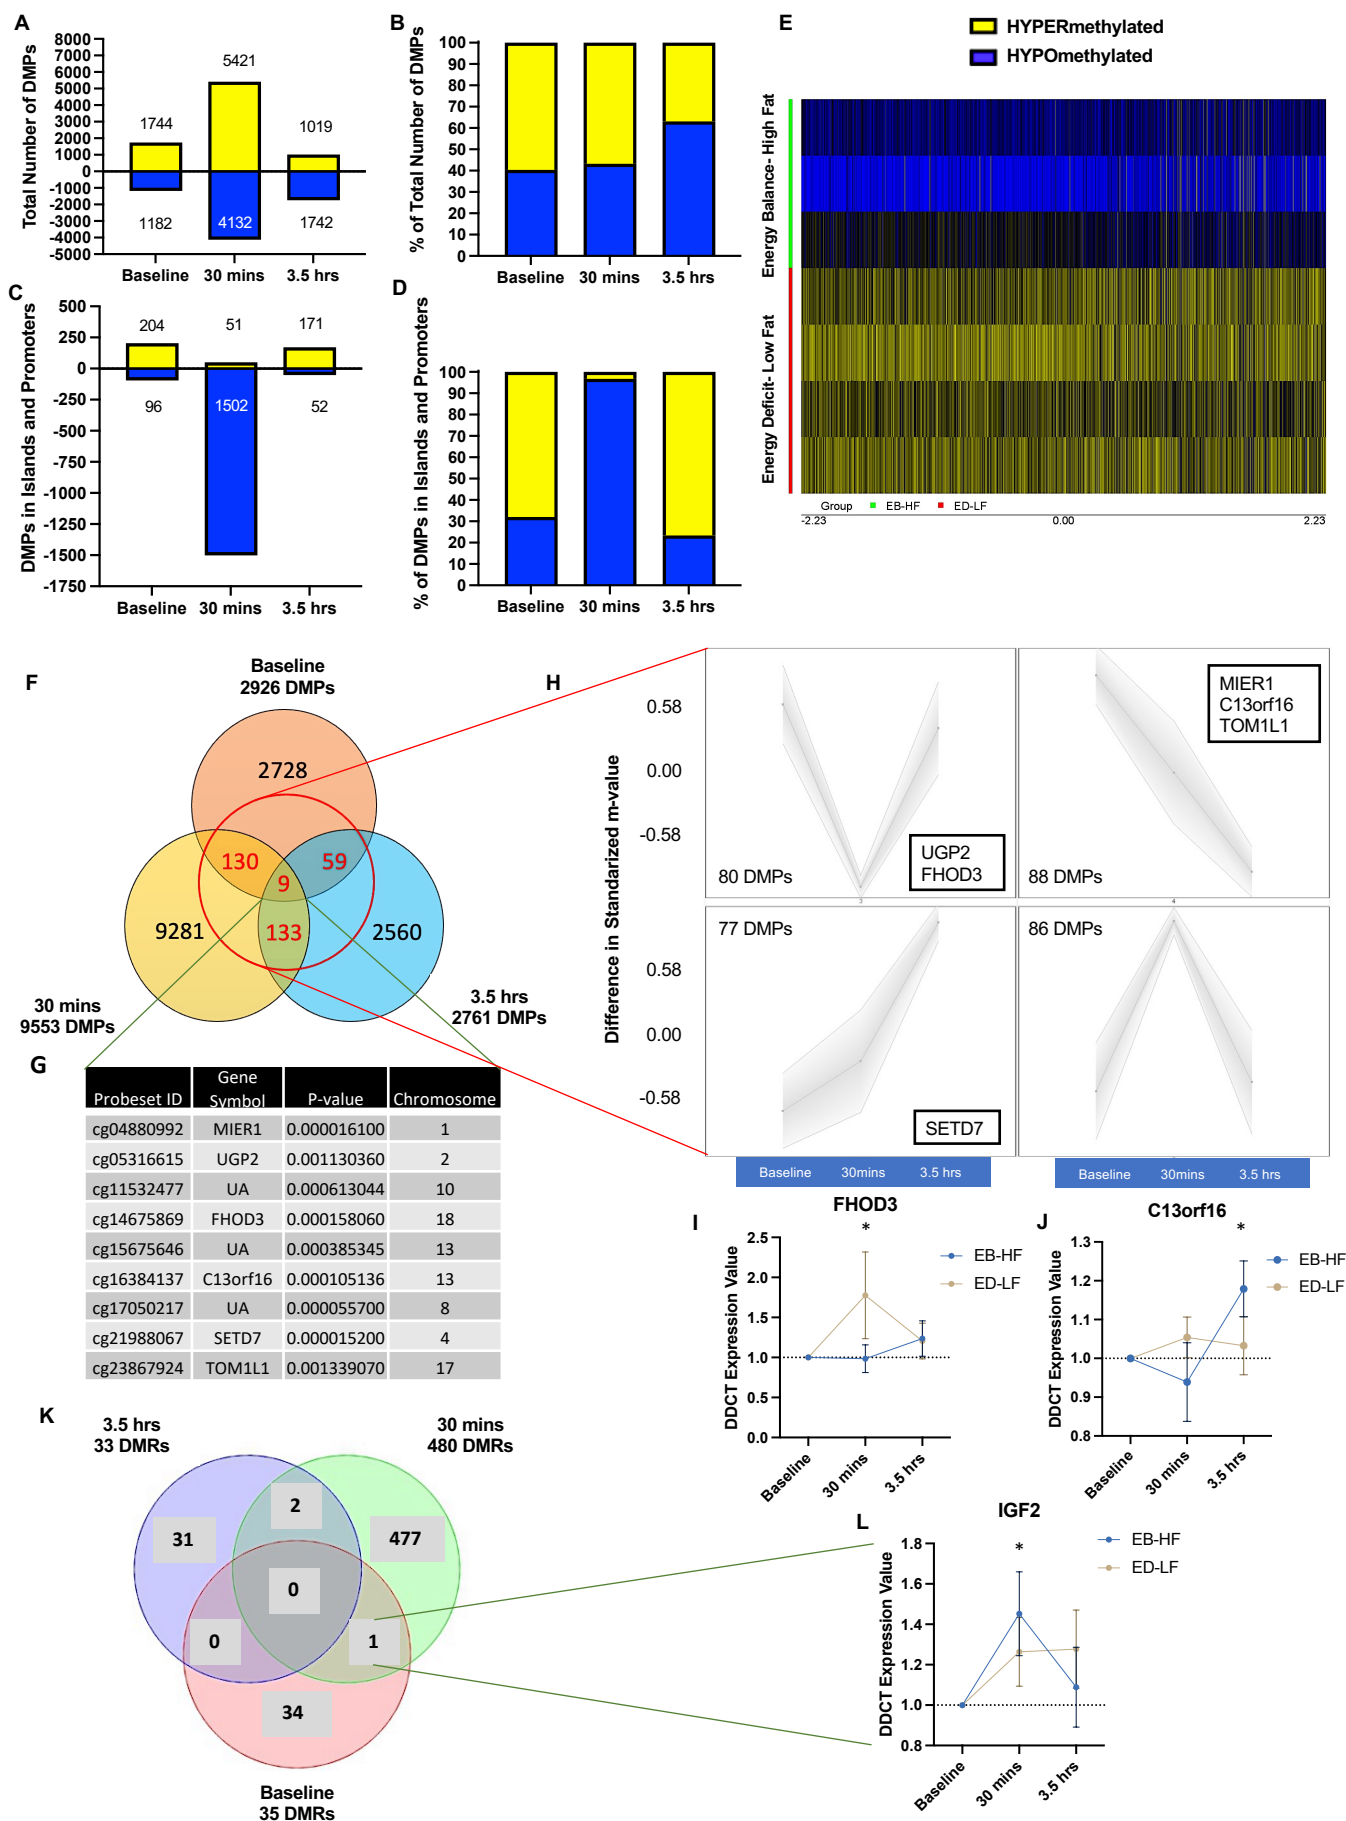 A
Total Number of DMPs
8000
7000
6000
5000
4000
3000
2000
1000
0
-1000
-2000
-3000
-4000
-5000
1744
5421
1019
1182
4132
1742
Baseline 30 mins 3.5 hrs
B
% of Total Number of DMPs
100
90
80
70
60
50
40
30
20
10
0
Baseline 30 mins 3.5 hrs
C
DMPs in Islands and Promoters
500
250
0
-250
-500
-750
-1000
-1250
-1500
-1750
204
51
171
96
1502
52
Baseline 30 mins 3.5 hrs
D
% of DMPs in Islands and Promoters
100
90
80
70
60
50
40
30
20
10
0
Baseline 30 mins 3.5 hrs
E
HYPERmethylated
HYPOmethylated
Energy Balance- High Fat
Energy Deficit- Low Fat
Group EB-HF ED-LF
-2.23 0.00 2.23
F
Baseline
2926 DMPs
2728
130
59
9
9281
133
2560
30 mins
9553 DMPs
3.5 hrs
2761 DMPs
G
Probeset ID Gene Symbol P-value Chromosome
cg04880992 MIER1 0.000016100 1
cg05316615 UGP2 0.001130360 2
cg11532477 UA 0.000613044 10
cg14675869 FHOD3 0.000158060 18
cg15675646 UA 0.000385345 13
cg16384137 C13orf16 0.000105136 13
cg17050217 UA 0.000055700 8
cg21988067 SETD7 0.000015200 4
cg23867924 TOM1L1 0.001339070 17
H
Difference in Standarized m-value
0.58
0.00
-0.58
0.58
0.00
-0.58
80 DMPs
UGP2
FHOD3
MIER1
C13orf16
TOM1L1
88 DMPs
3
4
77 DMPs
SETD7
86 DMPs
Baseline 30mins 3.5 hrs
Baseline 30mins 3.5 hrs
I
FHOD3
DDCT Expression Value
2.5
2.0
1.5
1.0
0.5
0.0
*
EB-HF
ED-LF
Baseline
30 mins
3.5 hrs
J
C13orf16
DDCT Expression Value
1.3
1.2
1.1
1.0
0.9
0.8
*
EB-HF
ED-LF
Baseline
30 mins
3.5 hrs
K
3.5 hrs
33 DMRs
30 mins
480 DMRs
2
31
477
0
0
1
34
Baseline
35 DMRs
L
IGF2
DDCT Expression Value
1.8
1.6
1.4
1.2
1.0
0.8
*
EB-HF
ED-LF
Baseline
30 mins
3.5 hrs